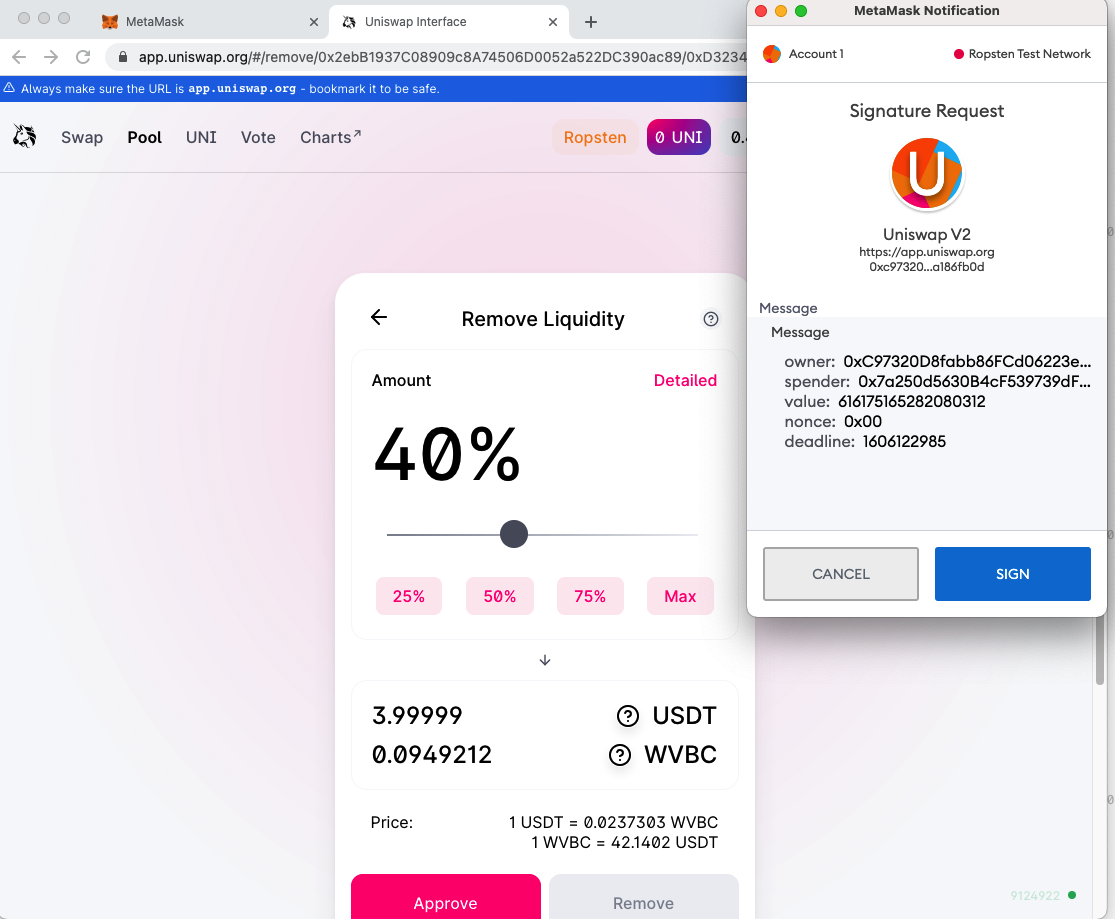 MetaMask
Uniswap Interface
app.uniswap.org/#/remove/0x2ebB1937C08909c8A74506D0052a522DC390ac89/0xD3234
Always make sure the URL is app.uniswap.org - bookmark it to be safe.
Swap
Pool
UNI
Vote
Charts↗
Ropsten
0 UNI
0.
Remove Liquidity
Amount
Detailed
40%
25%
50%
75%
Max
3.99999
USDT
0.0949212
WVBC
Price:
1 USDT = 0.0237303 WVBC
1 WVBC = 42.1402 USDT
Approve
Remove
MetaMask Notification
Account 1
Ropsten Test Network
Signature Request
U
Uniswap V2
https://app.uniswap.org
0xc97320...a186fb0d
Message
Message
owner: 0xC97320D8fabb86FCd06223e...
spender: 0x7a250d5630B4cF539739dF...
value: 616175165282080312
nonce: 0x00
deadline: 1606122985
CANCEL
SIGN
9124922